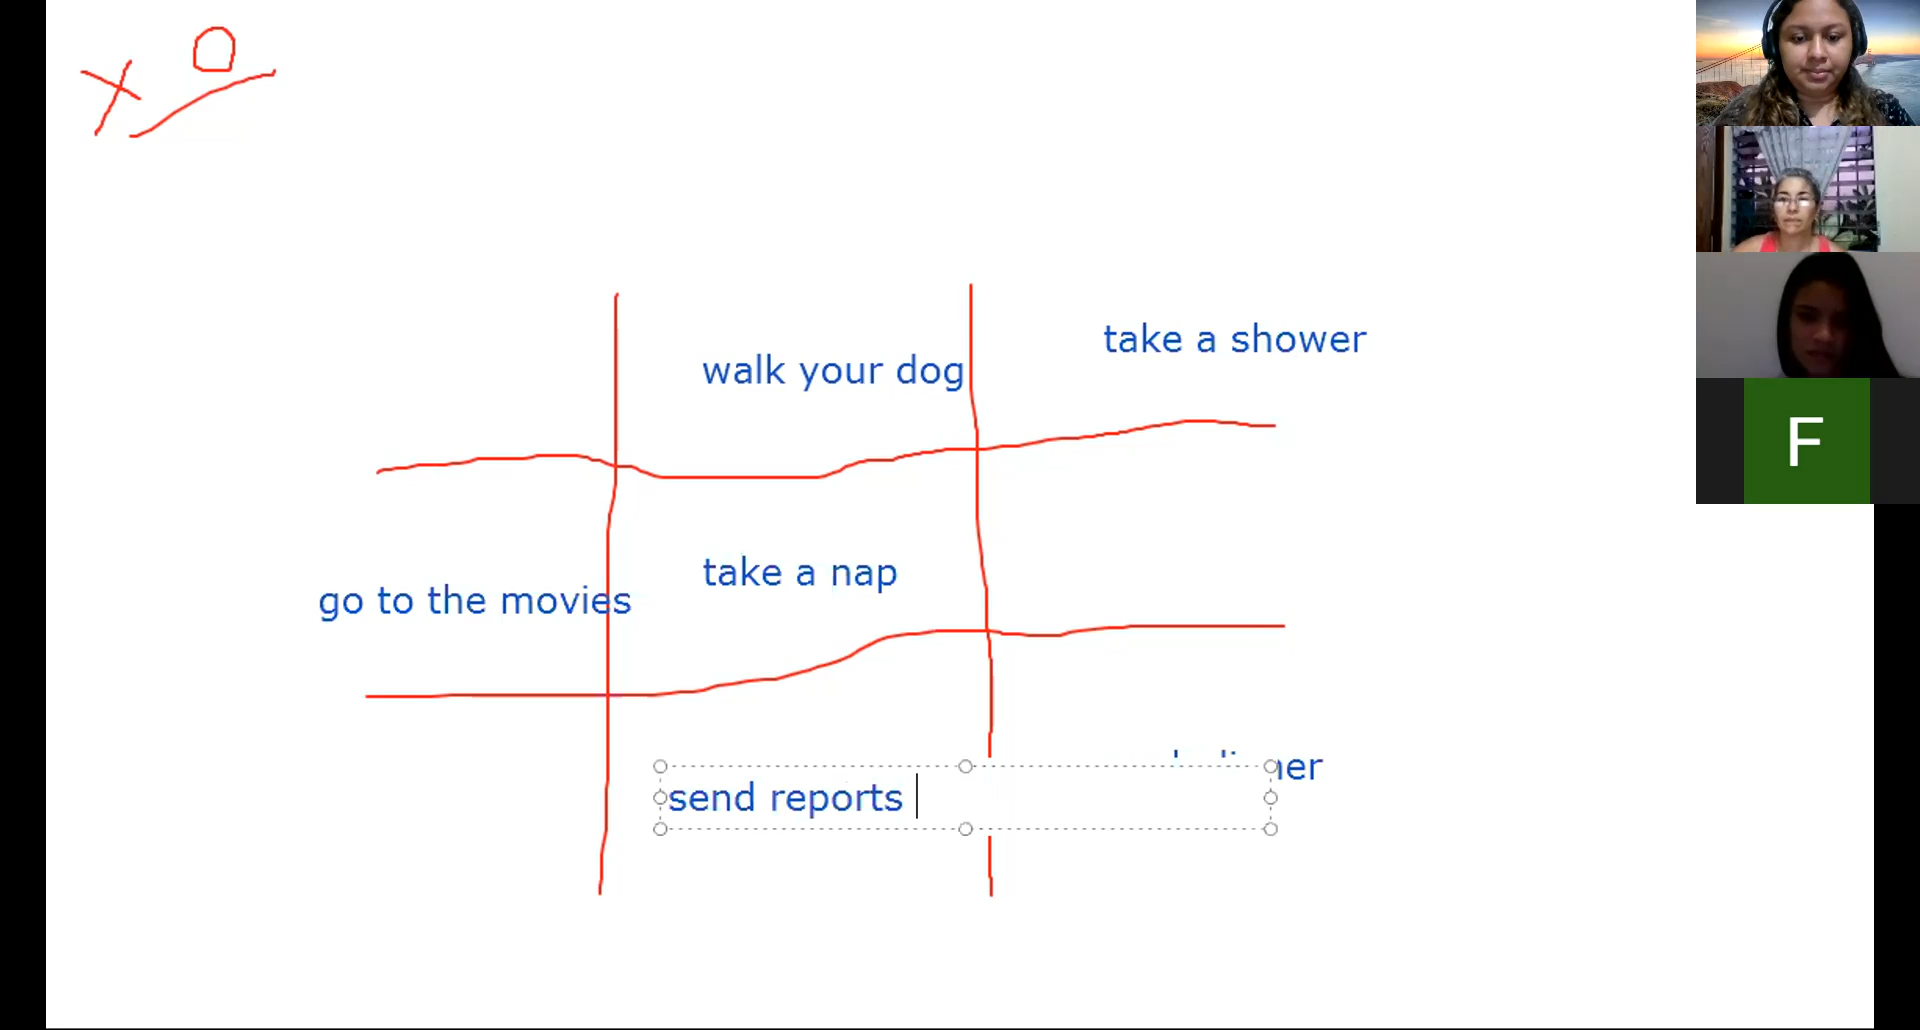 X O
walk your dog
take a shower
go to the movies
take a nap
send reports
F